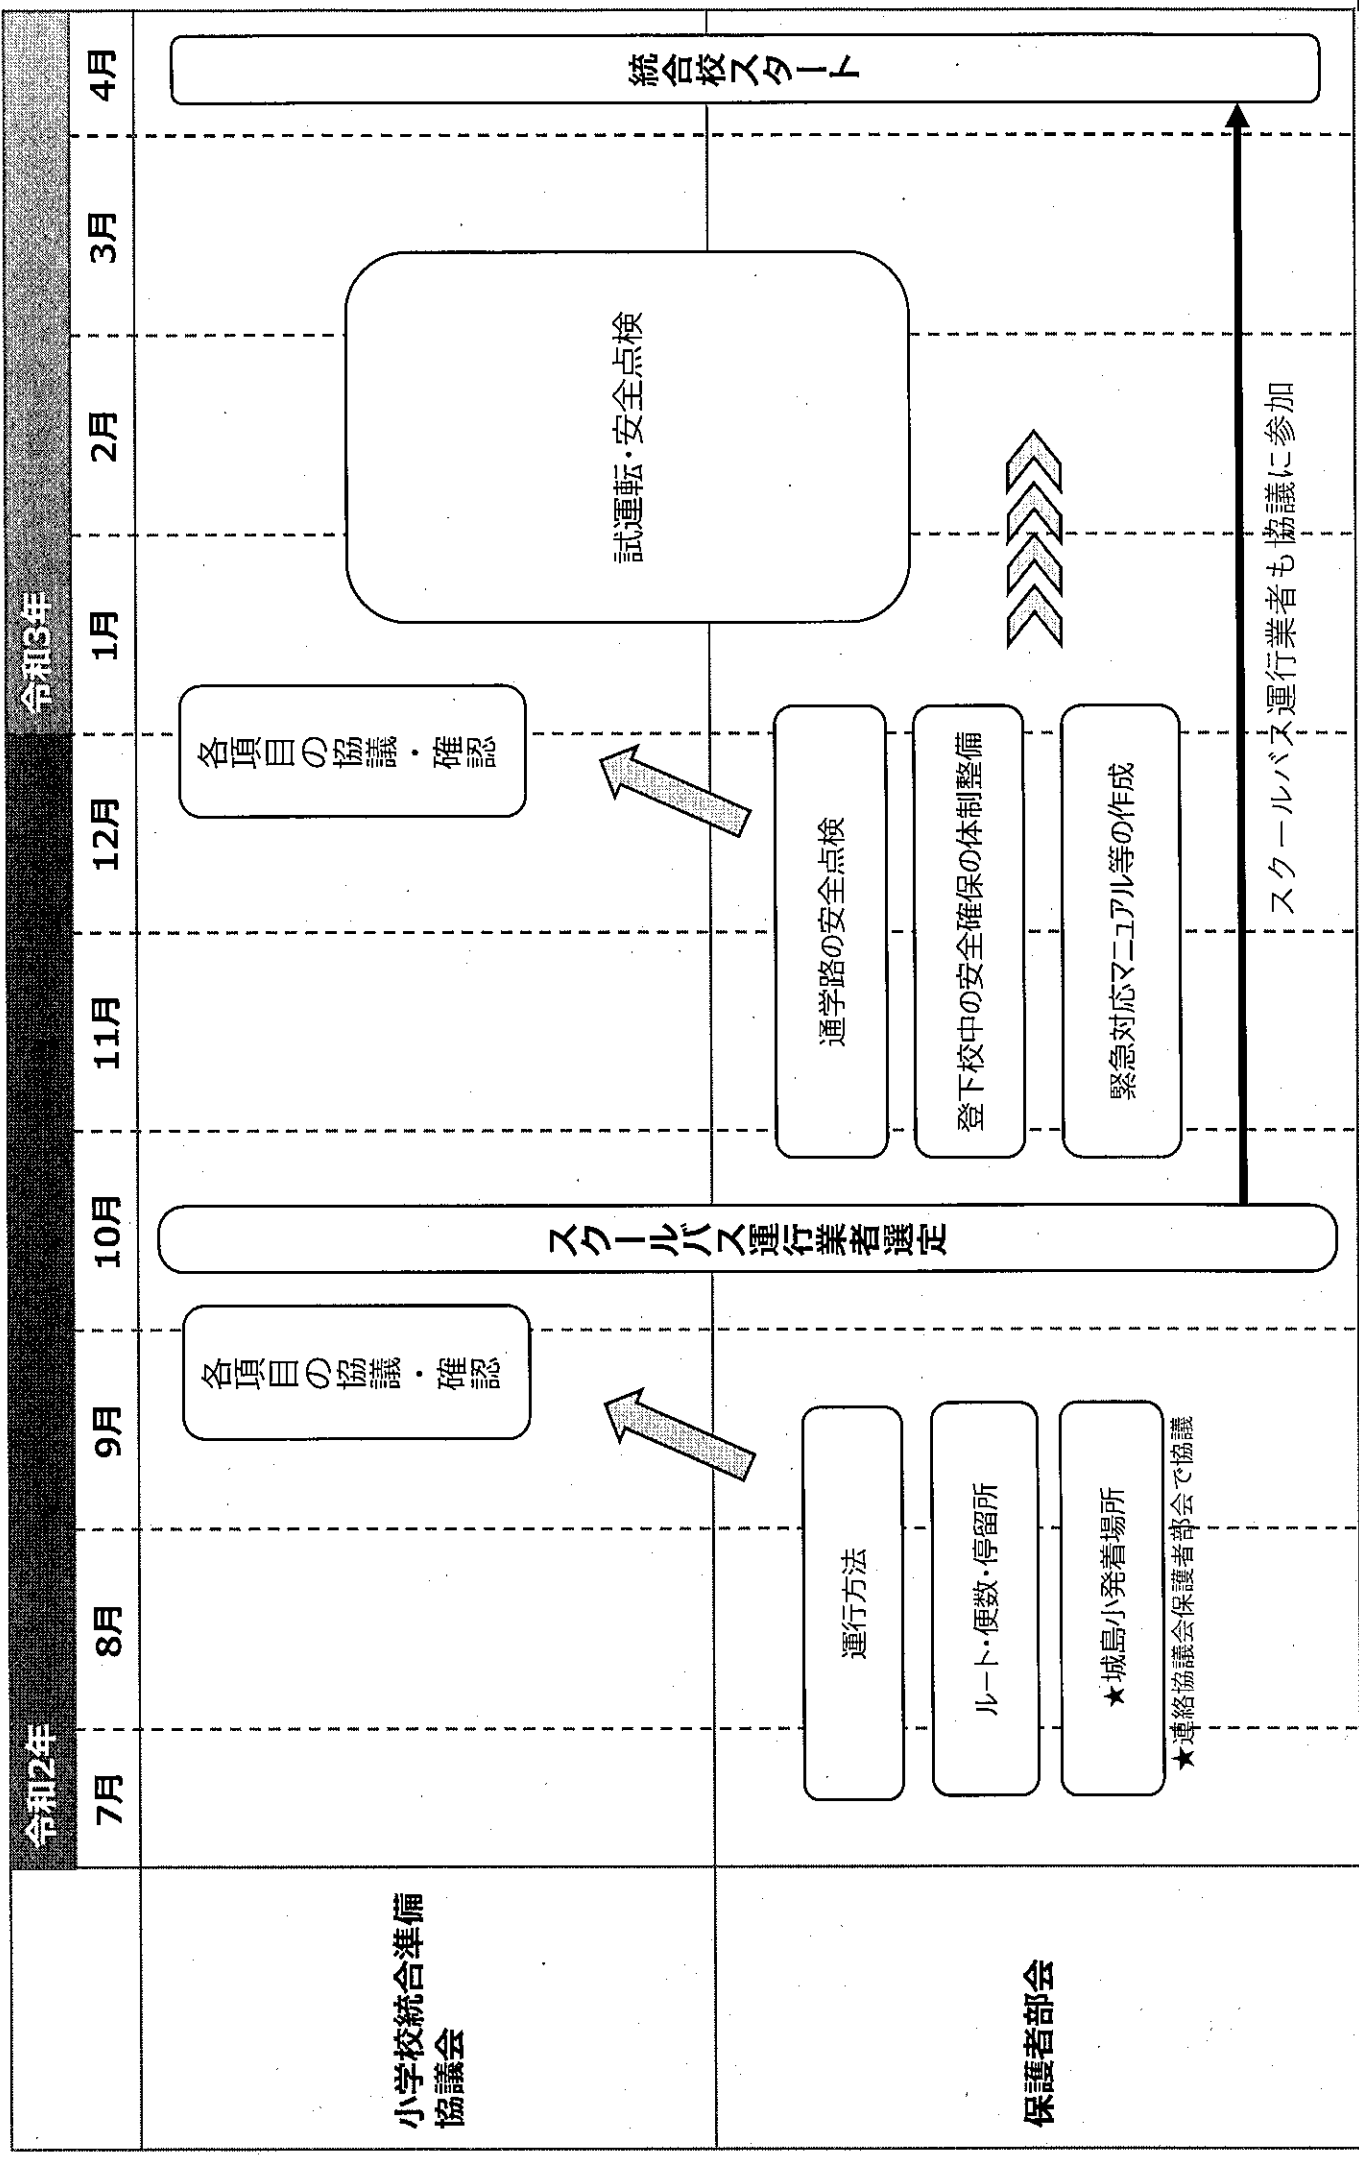 令和2年
令和3年
7月
8月
9月
10月
11月
12月
1月
2月
3月
4月
小学校統合準備
協議会
各項目の
協議・
確認
各項目の
協議・
確認
試運転・安全点検
スクールバス運行業者選定
統合校スタート
保護者部会
運行方法
ルート・便数・停留所
★城島小発着場所
★連絡協議会保護者部会で協議
通学路の安全点検
登下校中の安全確保の体制整備
緊急対応マニュアル等の作成
スクールバス運行業者も協議に参加